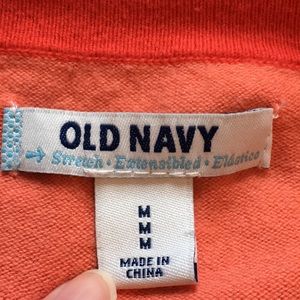 OLD NAVY
Stretch • Extensibled • Elástico
M
M
M
MADE IN
CHINA